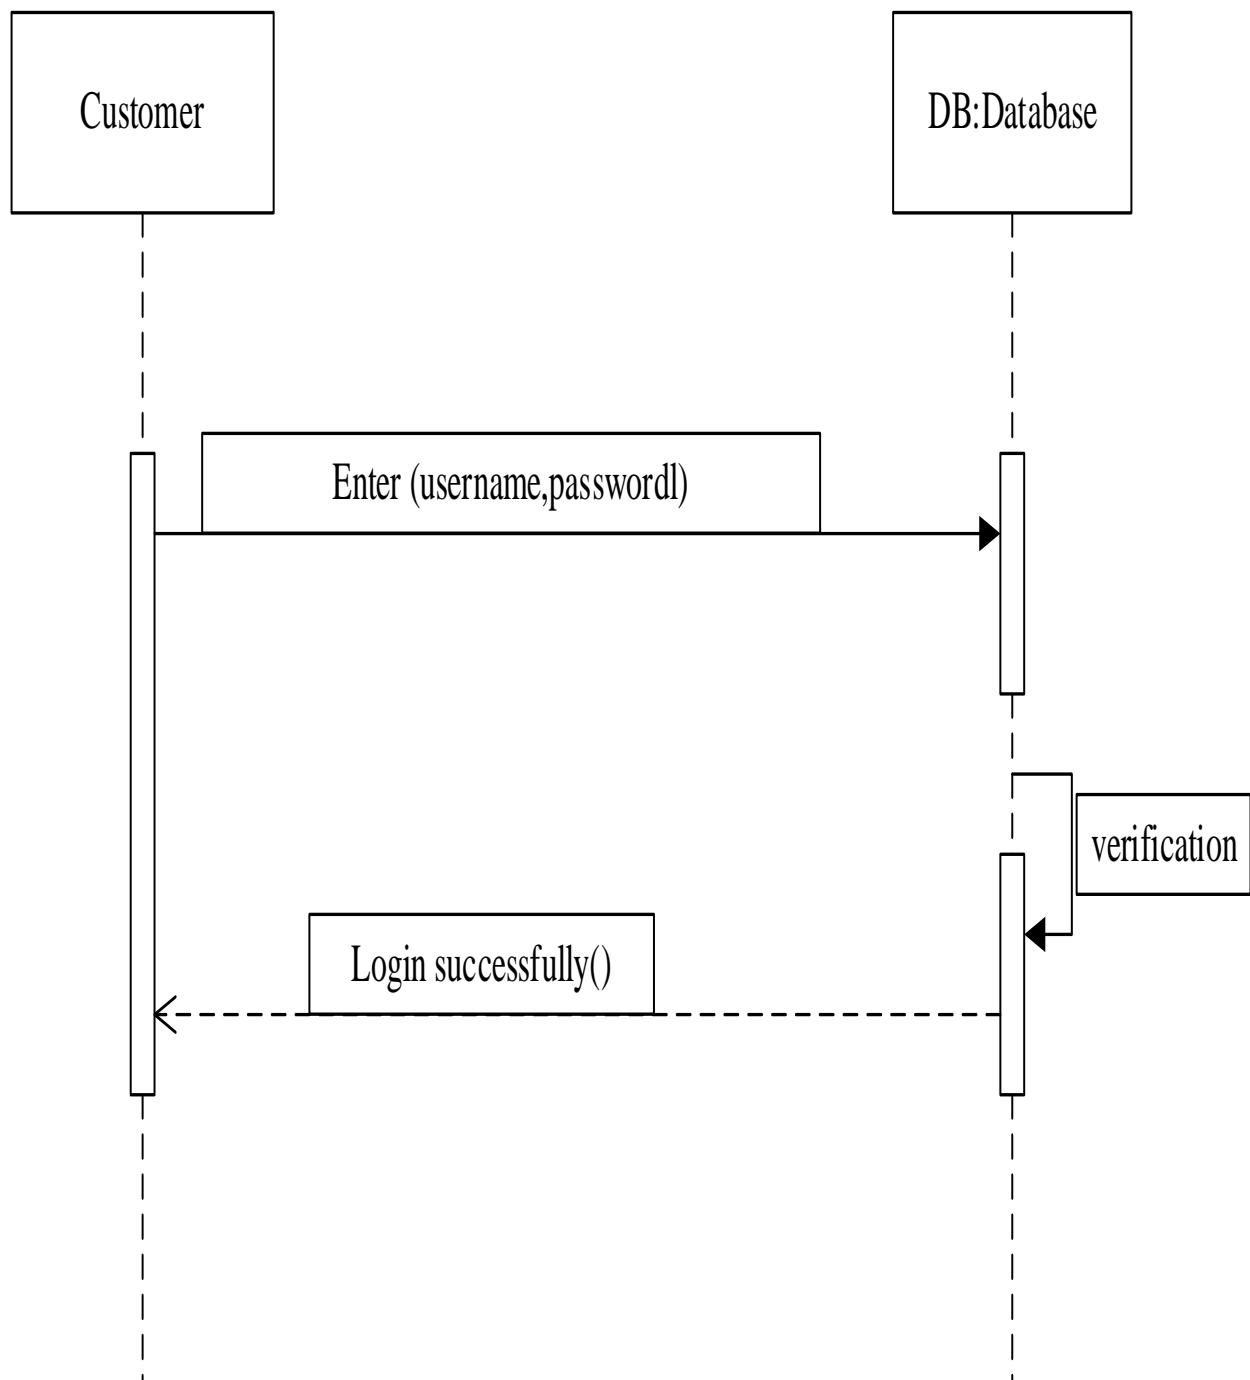 Customer
DB:Database
Enter (username,passwordl)
verification
Login successfully()